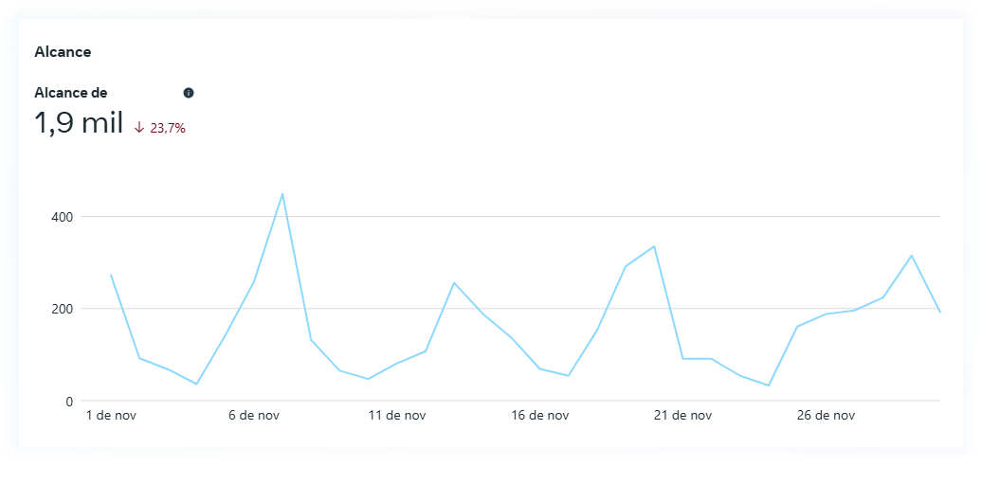 Alcance
Alcance de
1,9 mil ↓ 23,7%
400
200
0
1 de nov 6 de nov 11 de nov 16 de nov 21 de nov 26 de nov